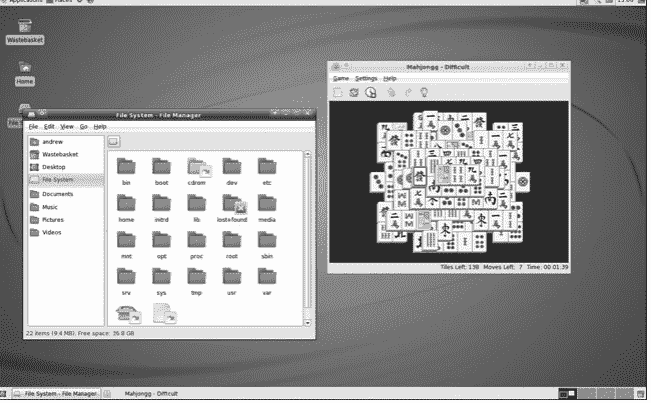 Applications Places
Wastebasket
Home
File System - File Manager
File Edit View Go Help
andrew
Wastebasket
Desktop
File System
Documents
Music
Pictures
Videos
bin boot cdrom dev etc
home initrd lib lost+found media
mnt opt proc root sbin
srv sys tmp usr var
22 items (9.4 MB), Free space: 36.8 GB
Mahjongg - Difficult
Game Settings Help
Tiles Left: 138 Moves Left: 7 Time: 00:01:39
File System - File Manager
Mahjongg - Difficult